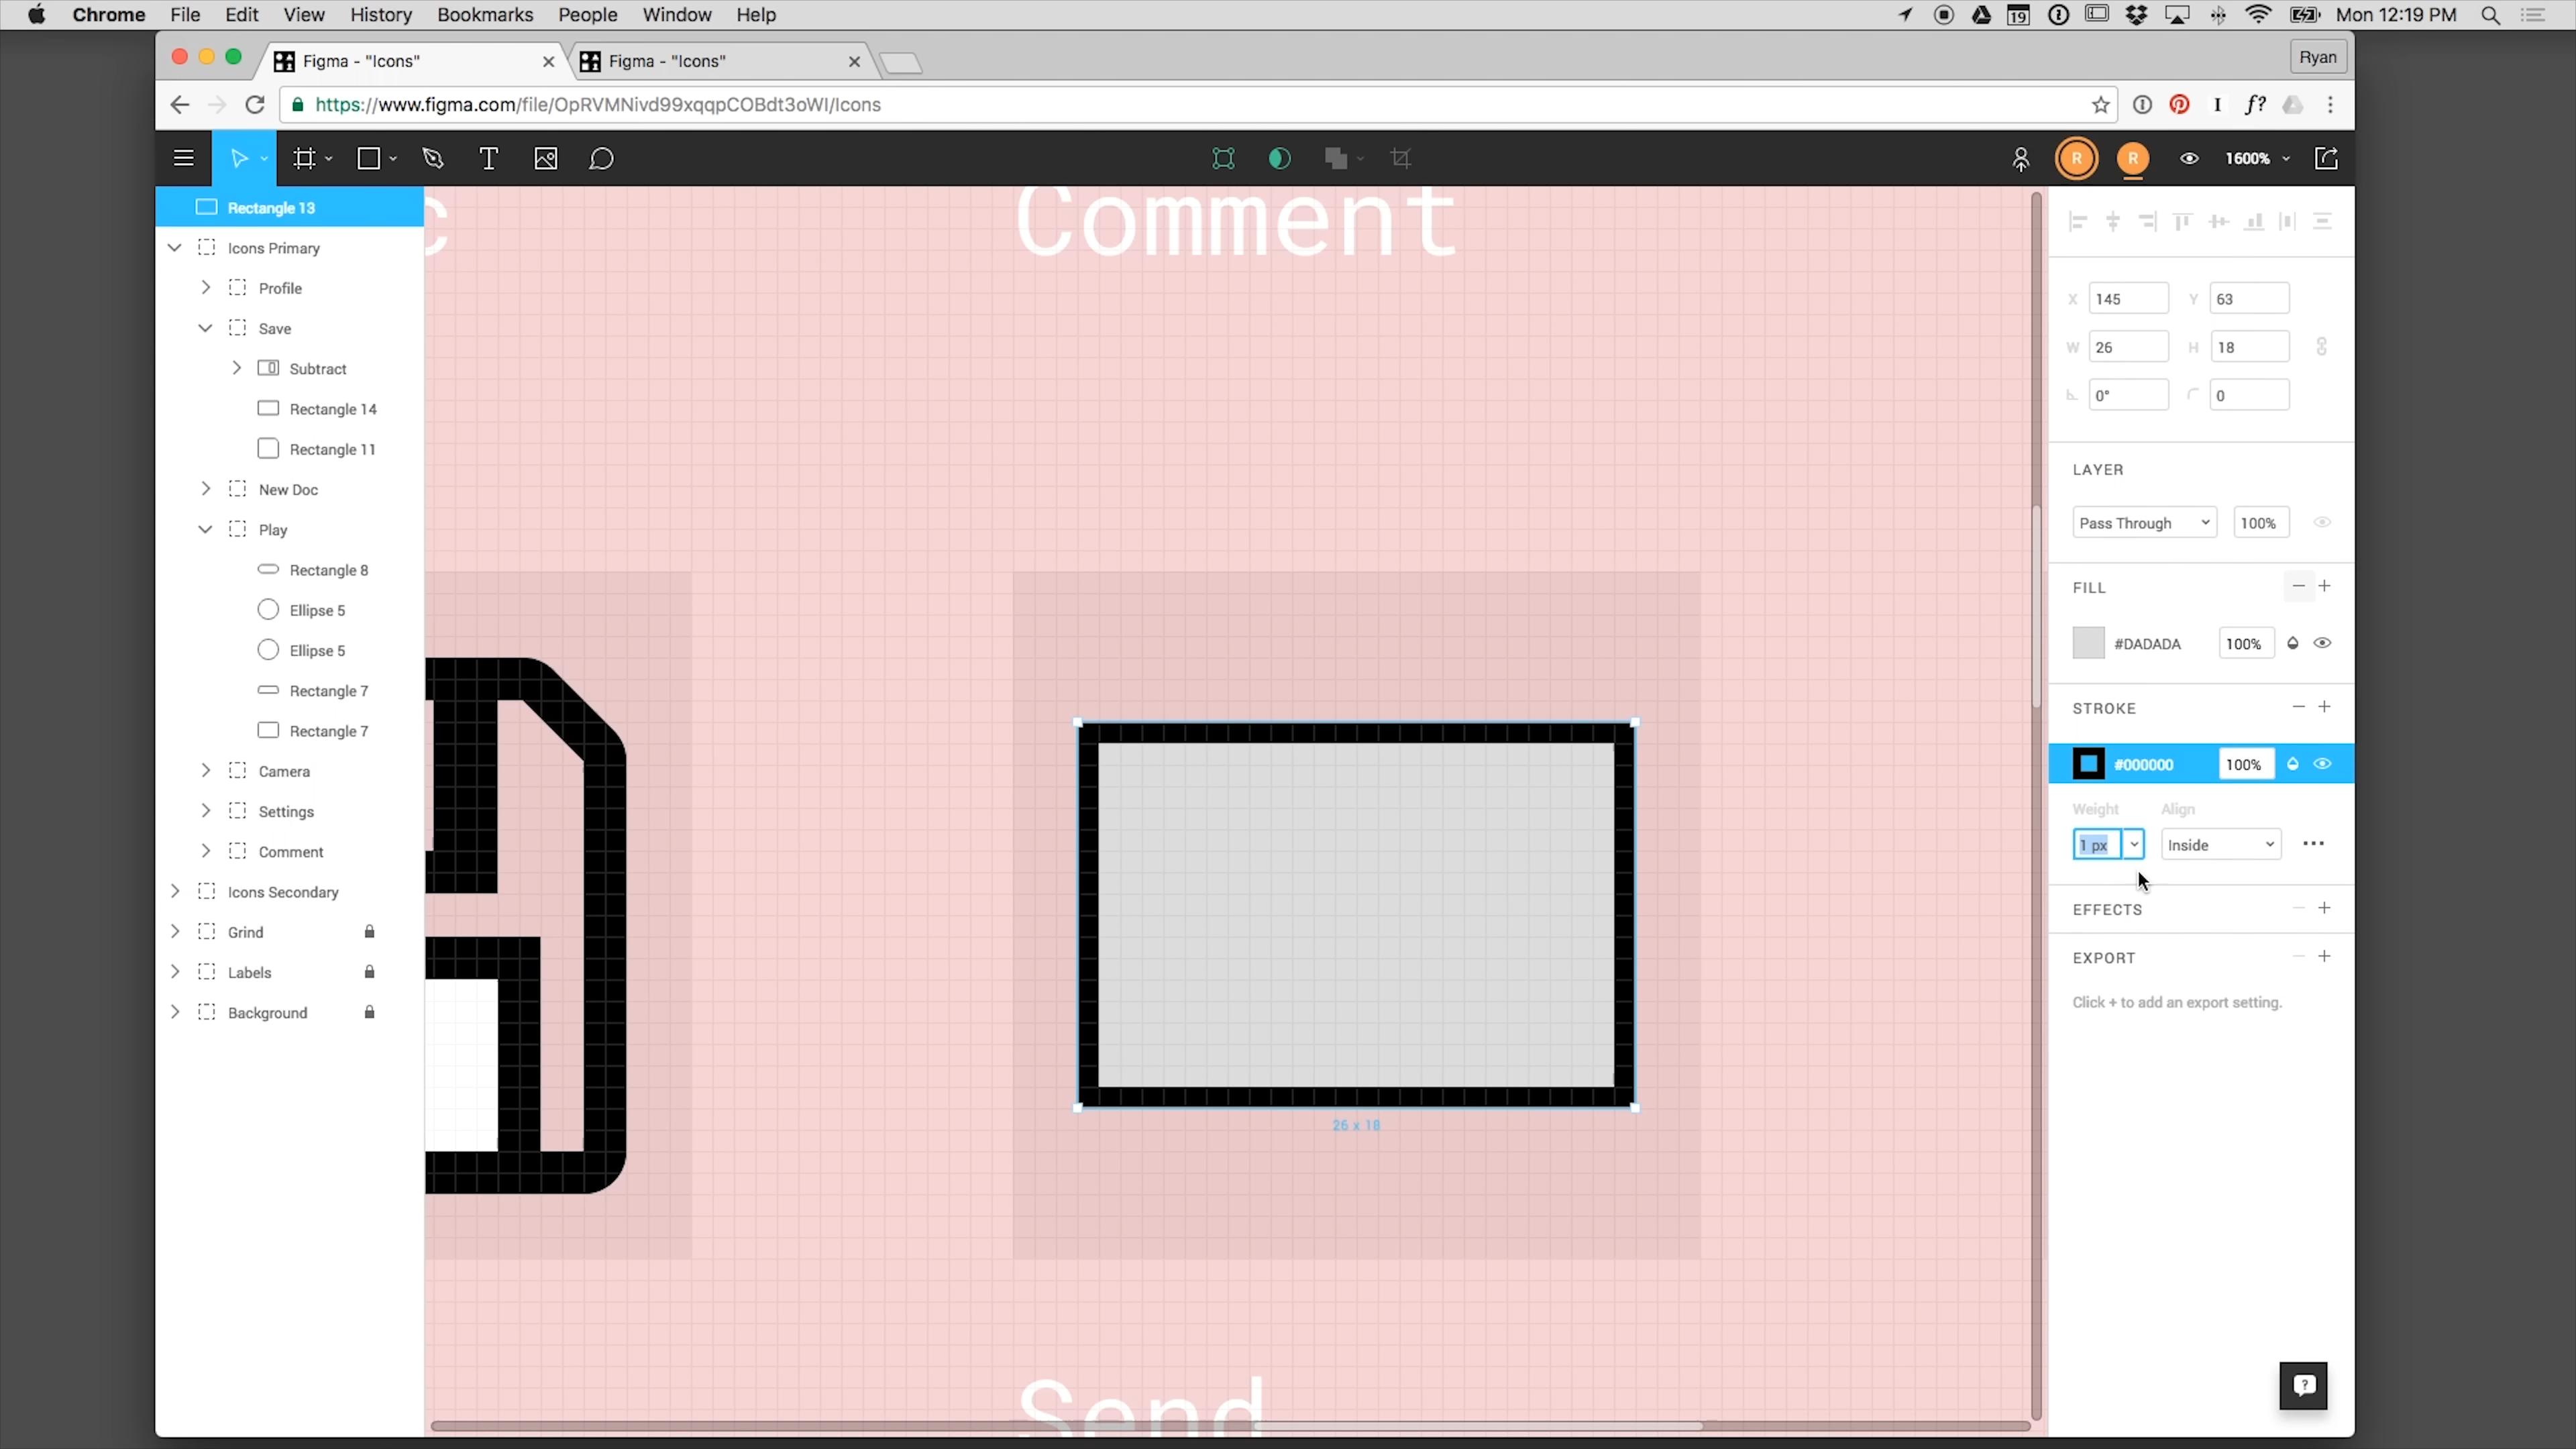 Chrome File Edit View History Bookmarks People Window Help
19 Mon 12:19 PM
Figma - "Icons" Figma - "Icons" Ryan
https://www.figma.com/file/OpRVMNivd99xqqpCOBdt3oWI/Icons
T R R 1600%
Rectangle 13
Icons Primary
Profile
Save
Subtract
Rectangle 14
Rectangle 11
New Doc
Play
Rectangle 8
Ellipse 5
Ellipse 5
Rectangle 7
Rectangle 7
Camera
Settings
Comment
Icons Secondary
Grind
Labels
Background
c Comment
26 x 18
Send
X 145 Y 63
W 26 H 18
0° 0
LAYER
Pass Through 100%
FILL
#DADADA 100%
STROKE
#000000 100%
Weight Align
1 px Inside
EFFECTS
EXPORT
Click + to add an export setting.